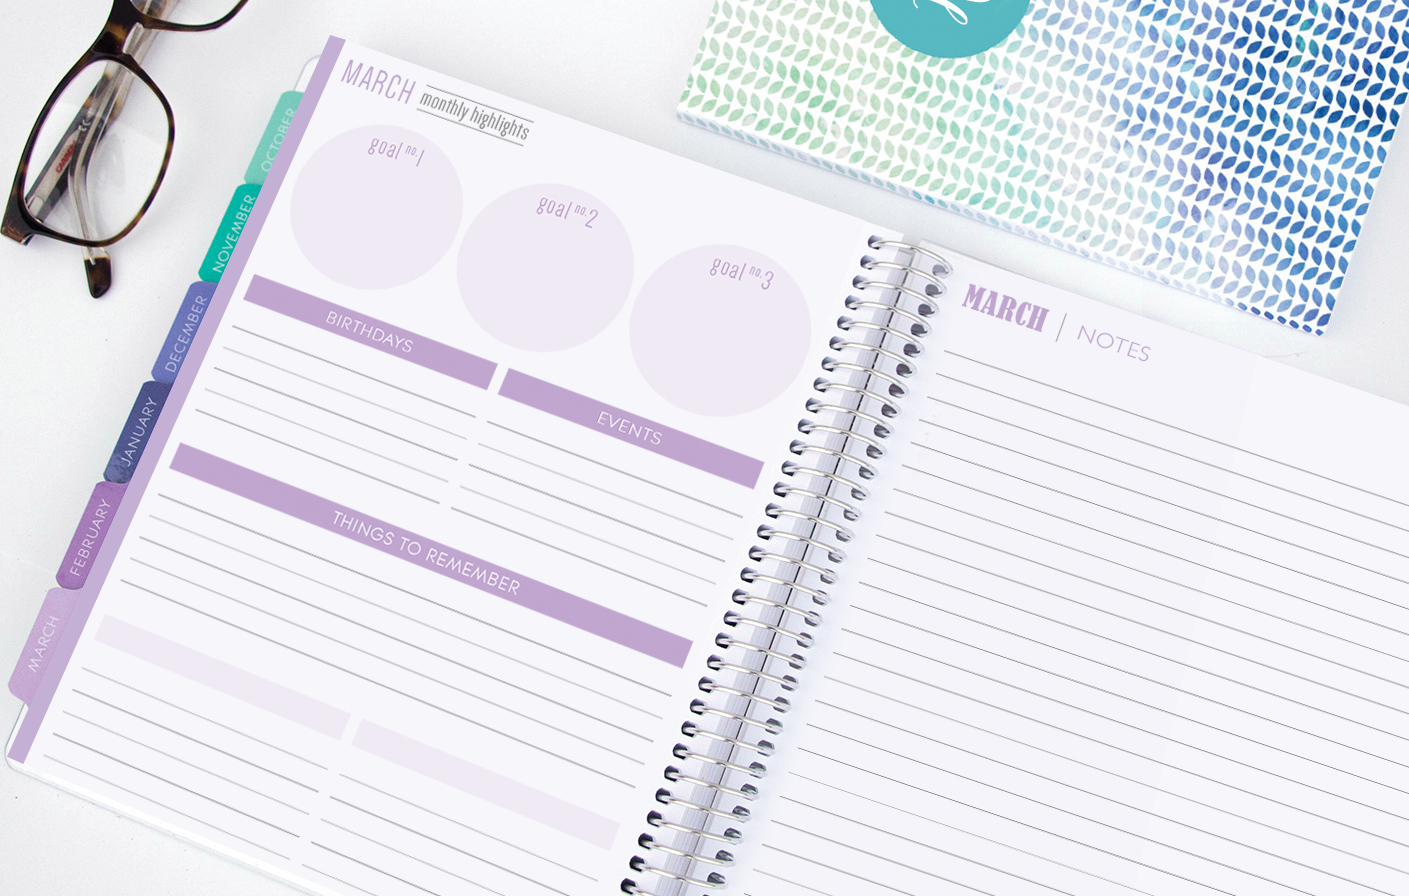 MARCH
monthly highlights
goal no.1
goal no.2
goal no.3
BIRTHDAYS
EVENTS
THINGS TO REMEMBER
OCTOBER
NOVEMBER
DECEMBER
JANUARY
FEBRUARY
MARCH
MARCH | NOTES